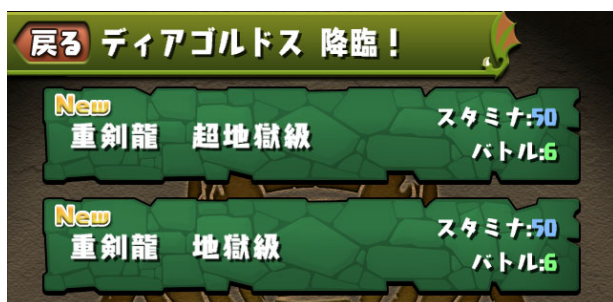 戻る ディアゴルドス 降臨！
New
重剣龍 超地獄級
スタミナ:50
バトル:6
New
重剣龍 地獄級
スタミナ:50
バトル:6